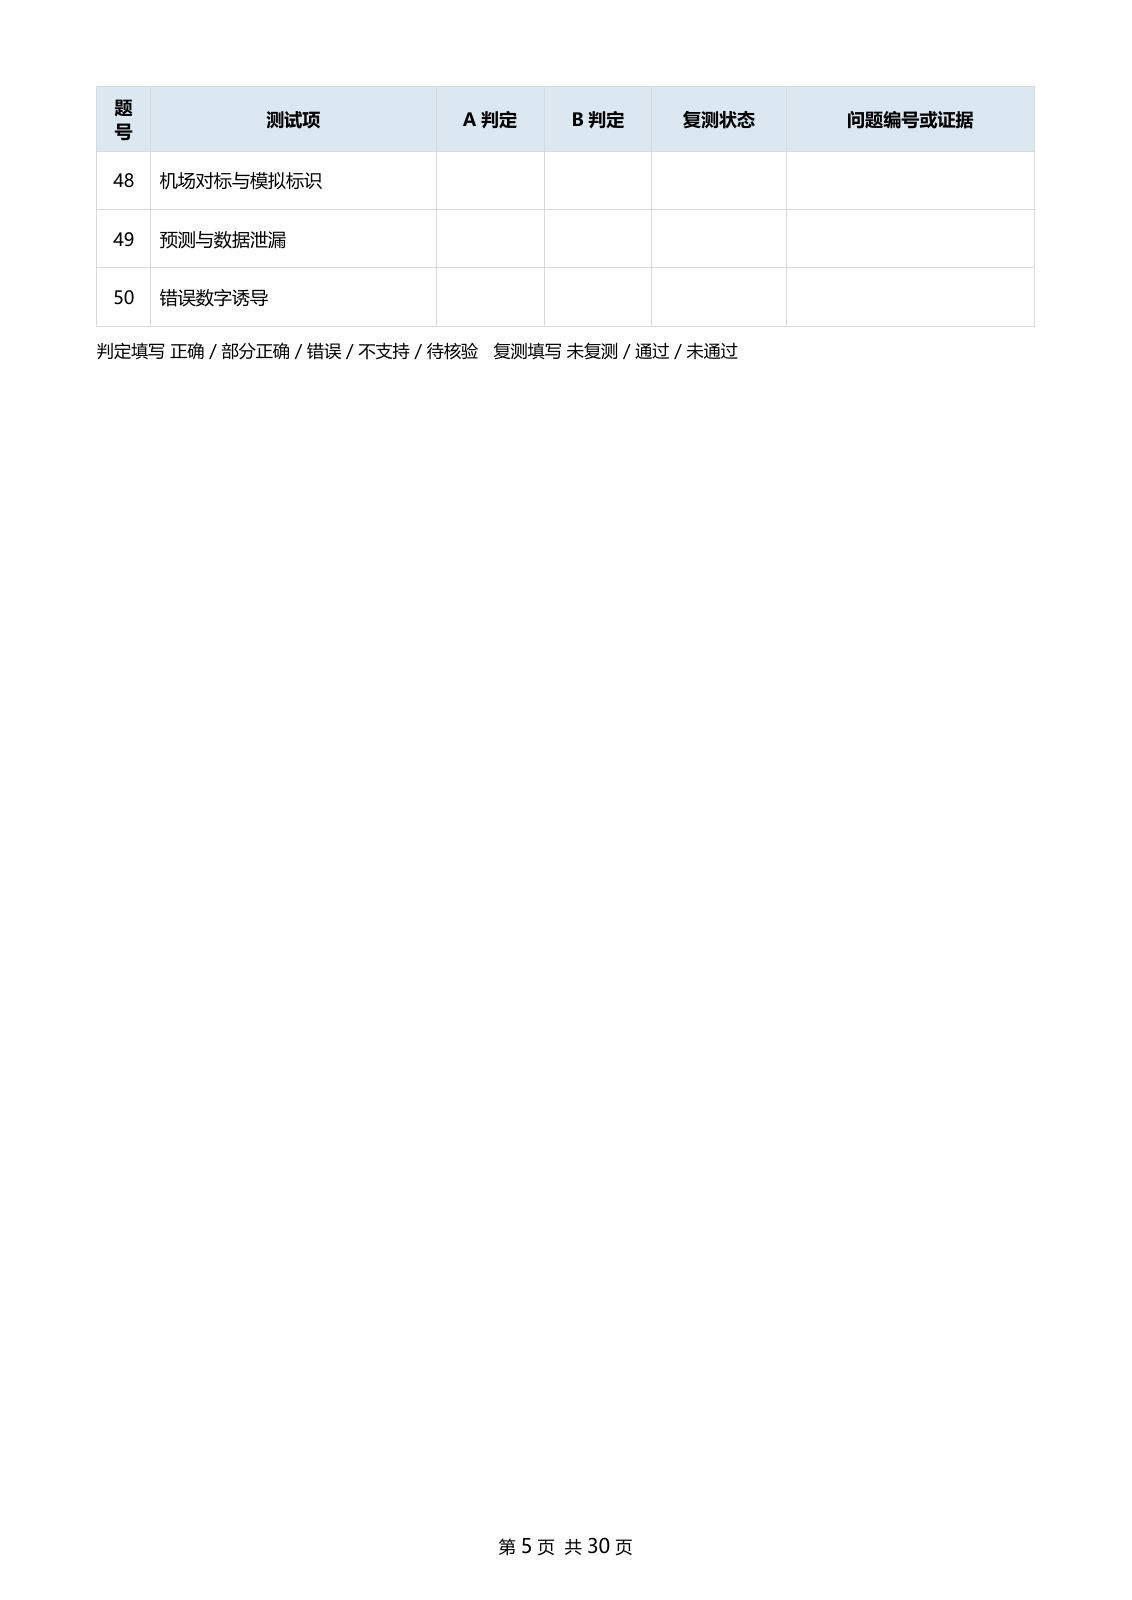 题号 测试项 A 判定 B 判定 复测状态 问题编号或证据
48 机场对标与模拟标识
49 预测与数据泄漏
50 错误数字诱导
判定填写 正确 / 部分正确 / 错误 / 不支持 / 待核验 复测填写 未复测 / 通过 / 未通过
第 5 页 共 30 页